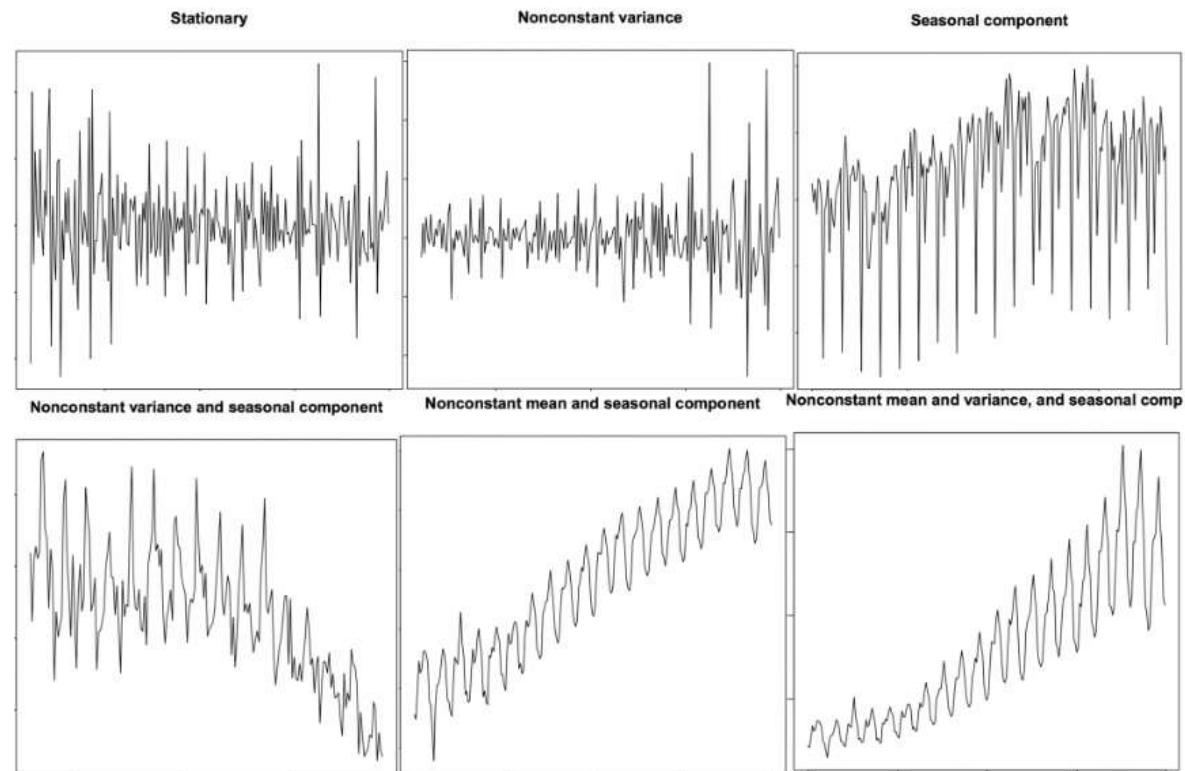 Stationary
Nonconstant variance
Seasonal component
Nonconstant variance and seasonal component
Nonconstant mean and seasonal component
Nonconstant mean and variance, and seasonal comp